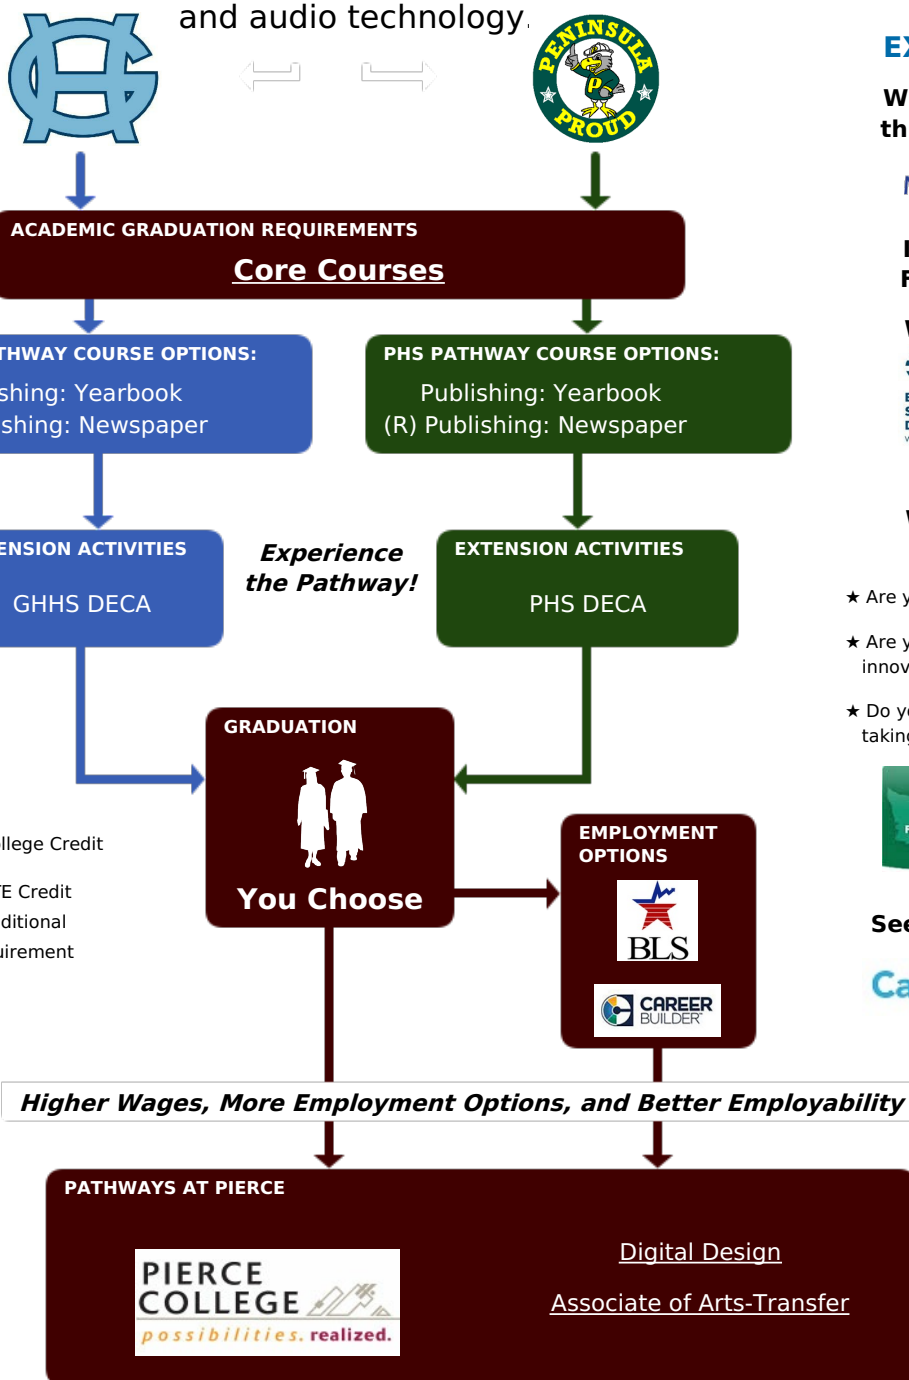 and audio technology.
PENINSULA
P
PROUD
ACADEMIC GRADUATION REQUIREMENTS
Core Courses
THWAY COURSE OPTIONS:
shing: Yearbook
shing: Newspaper
PHS PATHWAY COURSE OPTIONS:
Publishing: Yearbook
(R) Publishing: Newspaper
ENSION ACTIVITIES
GHHS DECA
Experience
the Pathway!
EXTENSION ACTIVITIES
PHS DECA
GRADUATION
You Choose
llege Credit
E Credit
ditional
uirement
EMPLOYMENT
OPTIONS
BLS
CAREER
BUILDER
Higher Wages, More Employment Options, and Better Employability
PATHWAYS AT PIERCE
PIERCE
COLLEGE
possibilities. realized.
Digital Design
Associate of Arts-Transfer
EX
W
th
★ Are y
★ Are y
innov
★ Do yo
taking
See
Ca